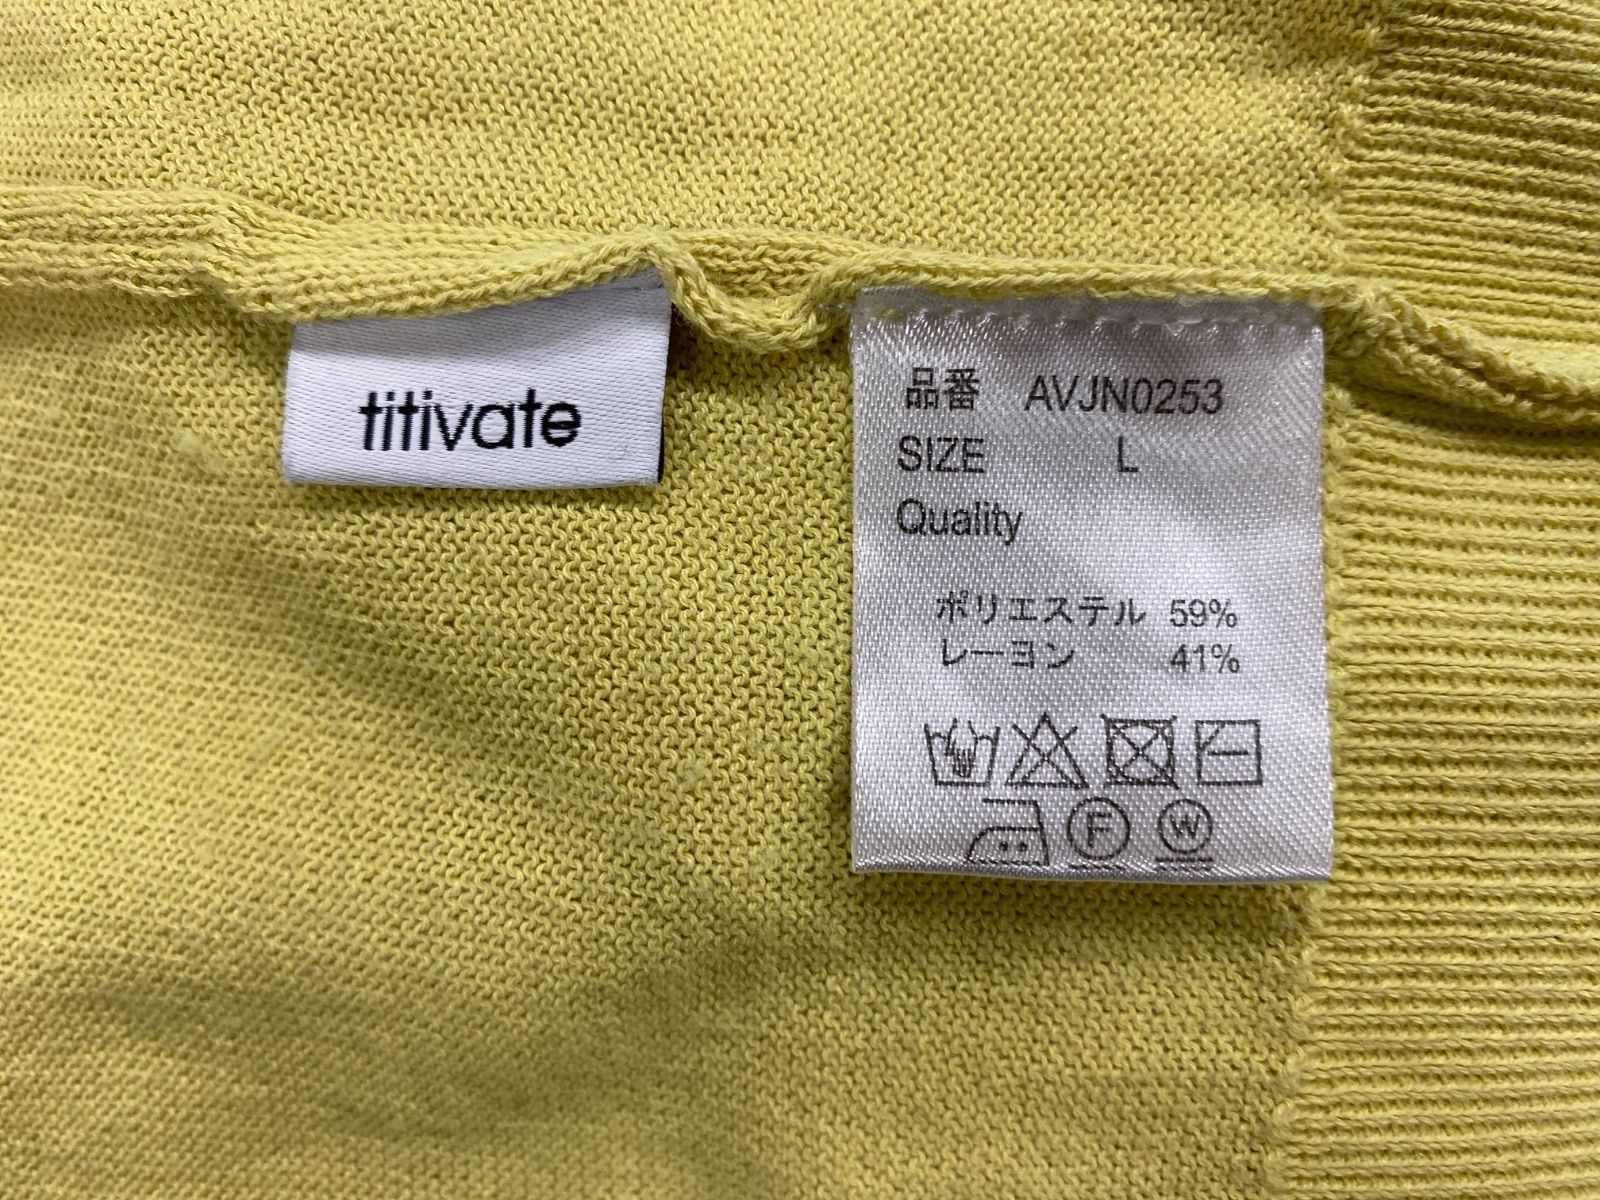 titivate
品番 AVJN0253
SIZE L
Quality
ポリエステル 59%
レーヨン 41%
F W